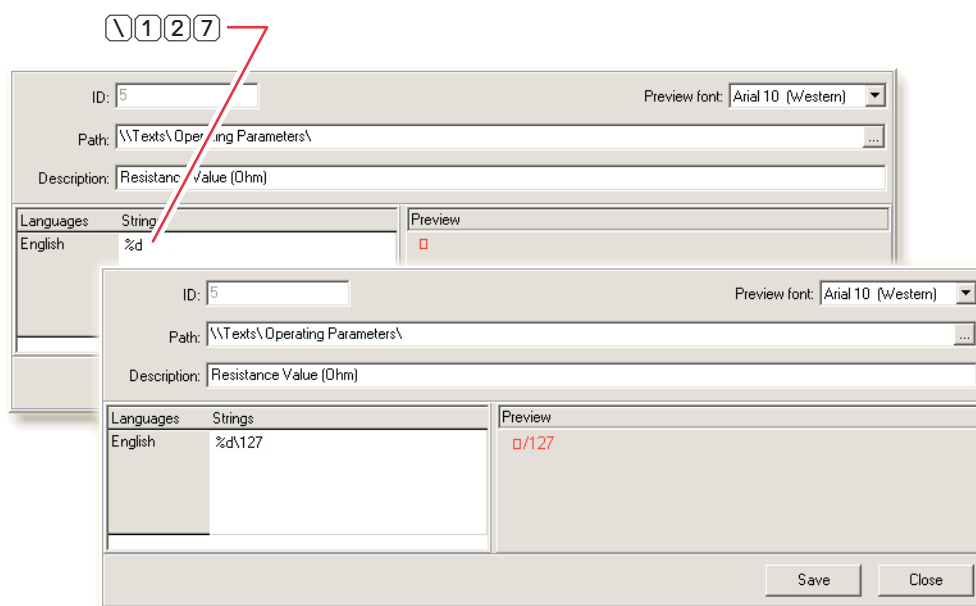 \127
ID: 5 Preview font: Arial 10 (Western)
Path: \\Texts\Operating Parameters\ ...
Description: Resistance Value (Ohm)
Languages Strings Preview
English %d
ID: 5 Preview font: Arial 10 (Western)
Path: \\Texts\Operating Parameters\ ...
Description: Resistance Value (Ohm)
Languages Strings Preview
English %d\127 □/127
Save Close